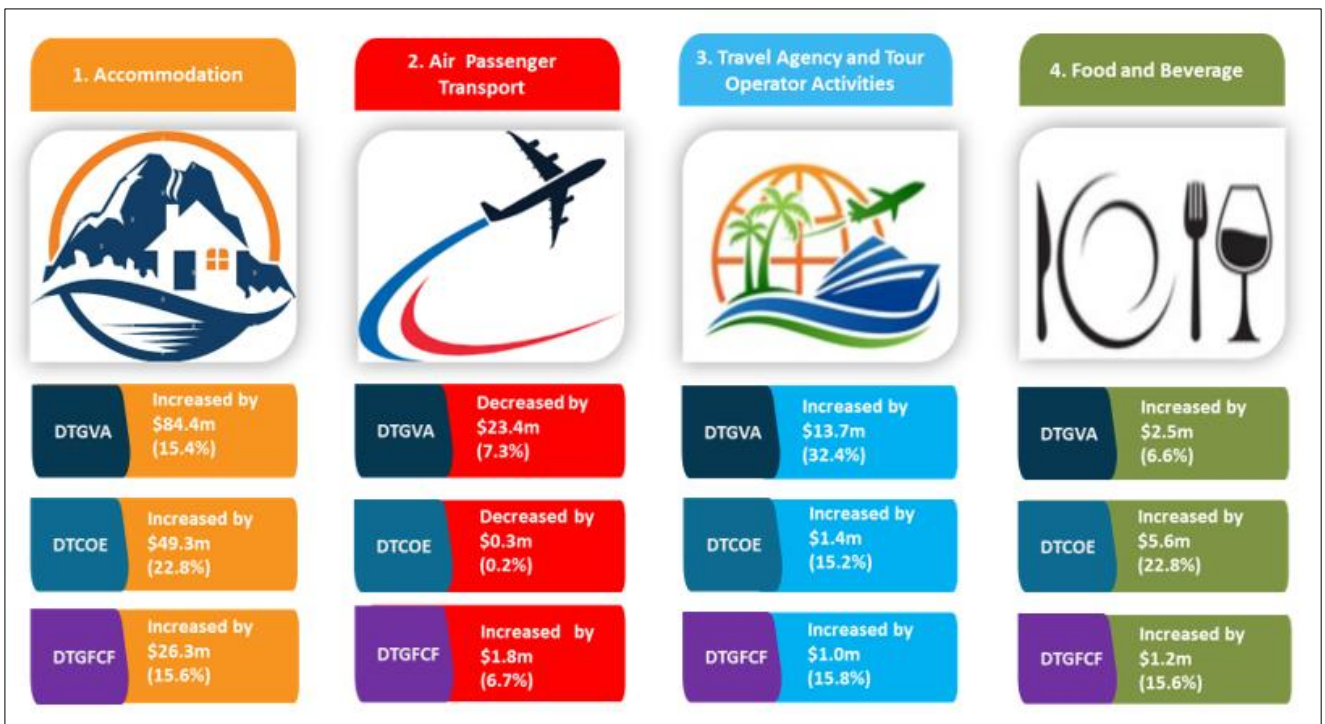 1. Accommodation
2. Air Passenger
Transport
3. Travel Agency and Tour
Operator Activities
4. Food and Beverage
DTGVA
Increased by
$84.4m
(15.4%)
DTGVA
Decreased by
$23.4m
(7.3%)
DTGVA
Increased by
$13.7m
(32.4%)
DTGVA
Increased by
$2.5m
(6.6%)
DTCOE
Increased by
$49.3m
(22.8%)
DTCOE
Decreased by
$0.3m
(0.2%)
DTCOE
Increased by
$1.4m
(15.2%)
DTCOE
Increased by
$5.6m
(22.8%)
DTGFCF
Increased by
$26.3m
(15.6%)
DTGFCF
Increased by
$1.8m
(6.7%)
DTGFCF
Increased by
$1.0m
(15.8%)
DTGFCF
Increased by
$1.2m
(15.6%)